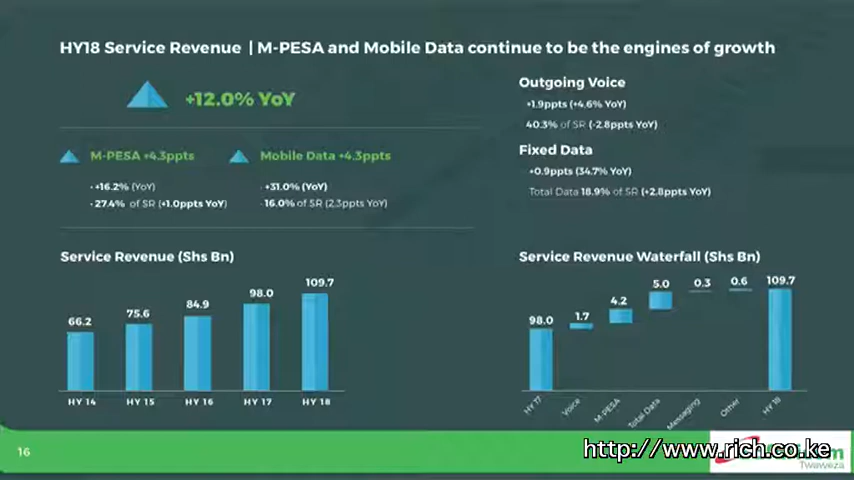 HY18 Service Revenue | M-PESA and Mobile Data continue to be the engines of growth
+12.0% YoY
M-PESA +4.3ppts
· +16.2% (YoY)
· 27.4% of SR (+1.0ppts YoY)
Mobile Data +4.3ppts
· +31.0% (YoY)
· 16.0% of SR (2.3ppts YoY)
Outgoing Voice
· +1.9ppts (+4.6% YoY)
40.3% of SR (-2.8ppts YoY)
Fixed Data
· +0.9ppts (34.7% YoY)
Total Data 18.9% of SR (+2.8ppts YoY)
Service Revenue (Shs Bn)
66.2
75.6
84.9
98.0
109.7
HY 14
HY 15
HY 16
HY 17
HY 18
Service Revenue Waterfall (Shs Bn)
98.0
1.7
4.2
5.0
0.3
0.6
109.7
HY 17
Voice
M-PESA
Total Data
Messaging
Other
HY 18
16
http://www.rich.co.ke
Twaweza